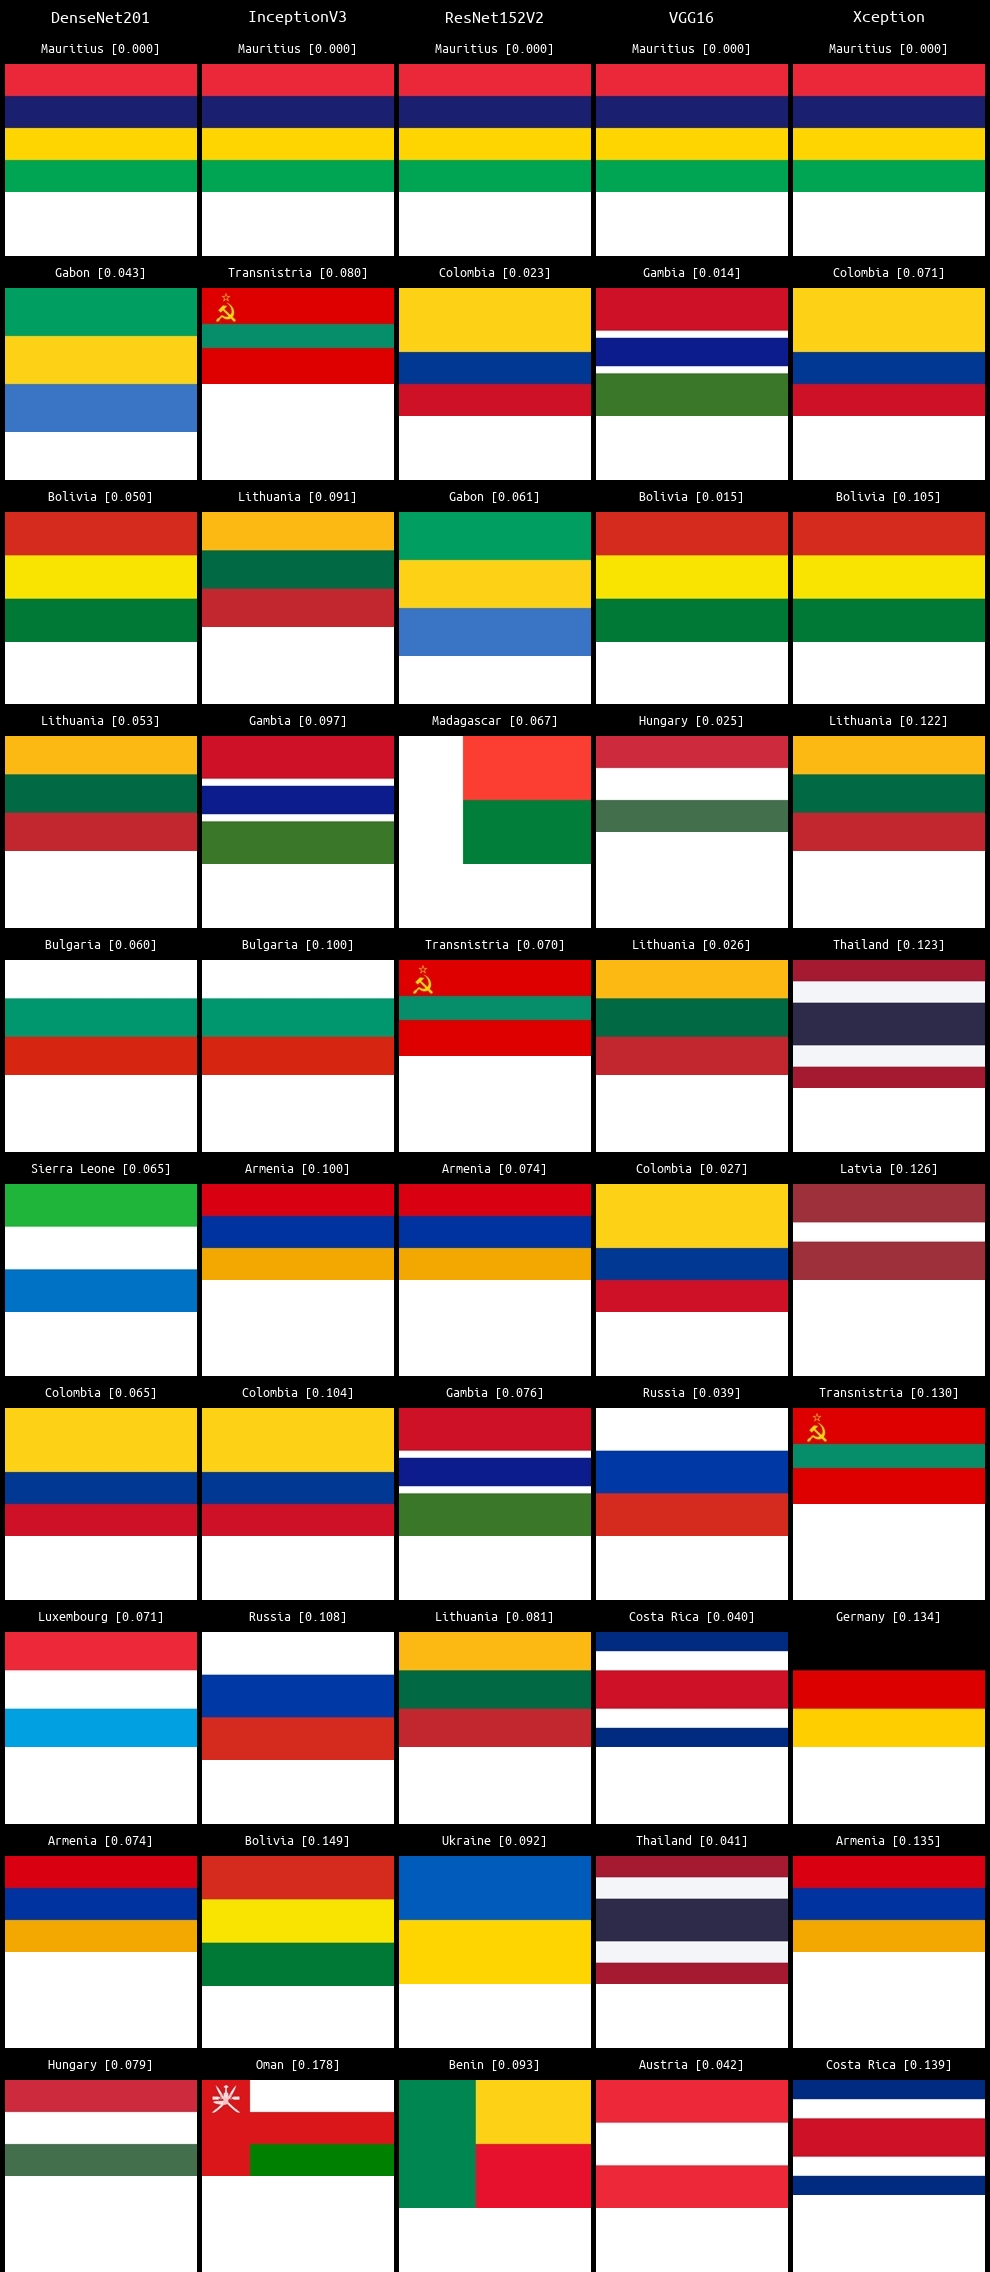 DenseNet201 InceptionV3 ResNet152V2 VGG16 Xception
Mauritius [0.000] Mauritius [0.000] Mauritius [0.000] Mauritius [0.000] Mauritius [0.000]
Gabon [0.043] Transnistria [0.080] Colombia [0.023] Gambia [0.014] Colombia [0.071]
Bolivia [0.050] Lithuania [0.091] Gabon [0.061] Bolivia [0.015] Bolivia [0.105]
Lithuania [0.053] Gambia [0.097] Madagascar [0.067] Hungary [0.025] Lithuania [0.122]
Bulgaria [0.060] Bulgaria [0.100] Transnistria [0.070] Lithuania [0.026] Thailand [0.123]
Sierra Leone [0.065] Armenia [0.100] Armenia [0.074] Colombia [0.027] Latvia [0.126]
Colombia [0.065] Colombia [0.104] Gambia [0.076] Russia [0.039] Transnistria [0.130]
Luxembourg [0.071] Russia [0.108] Lithuania [0.081] Costa Rica [0.040] Germany [0.134]
Armenia [0.074] Bolivia [0.149] Ukraine [0.092] Thailand [0.041] Armenia [0.135]
Hungary [0.079] Oman [0.178] Benin [0.093] Austria [0.042] Costa Rica [0.139]